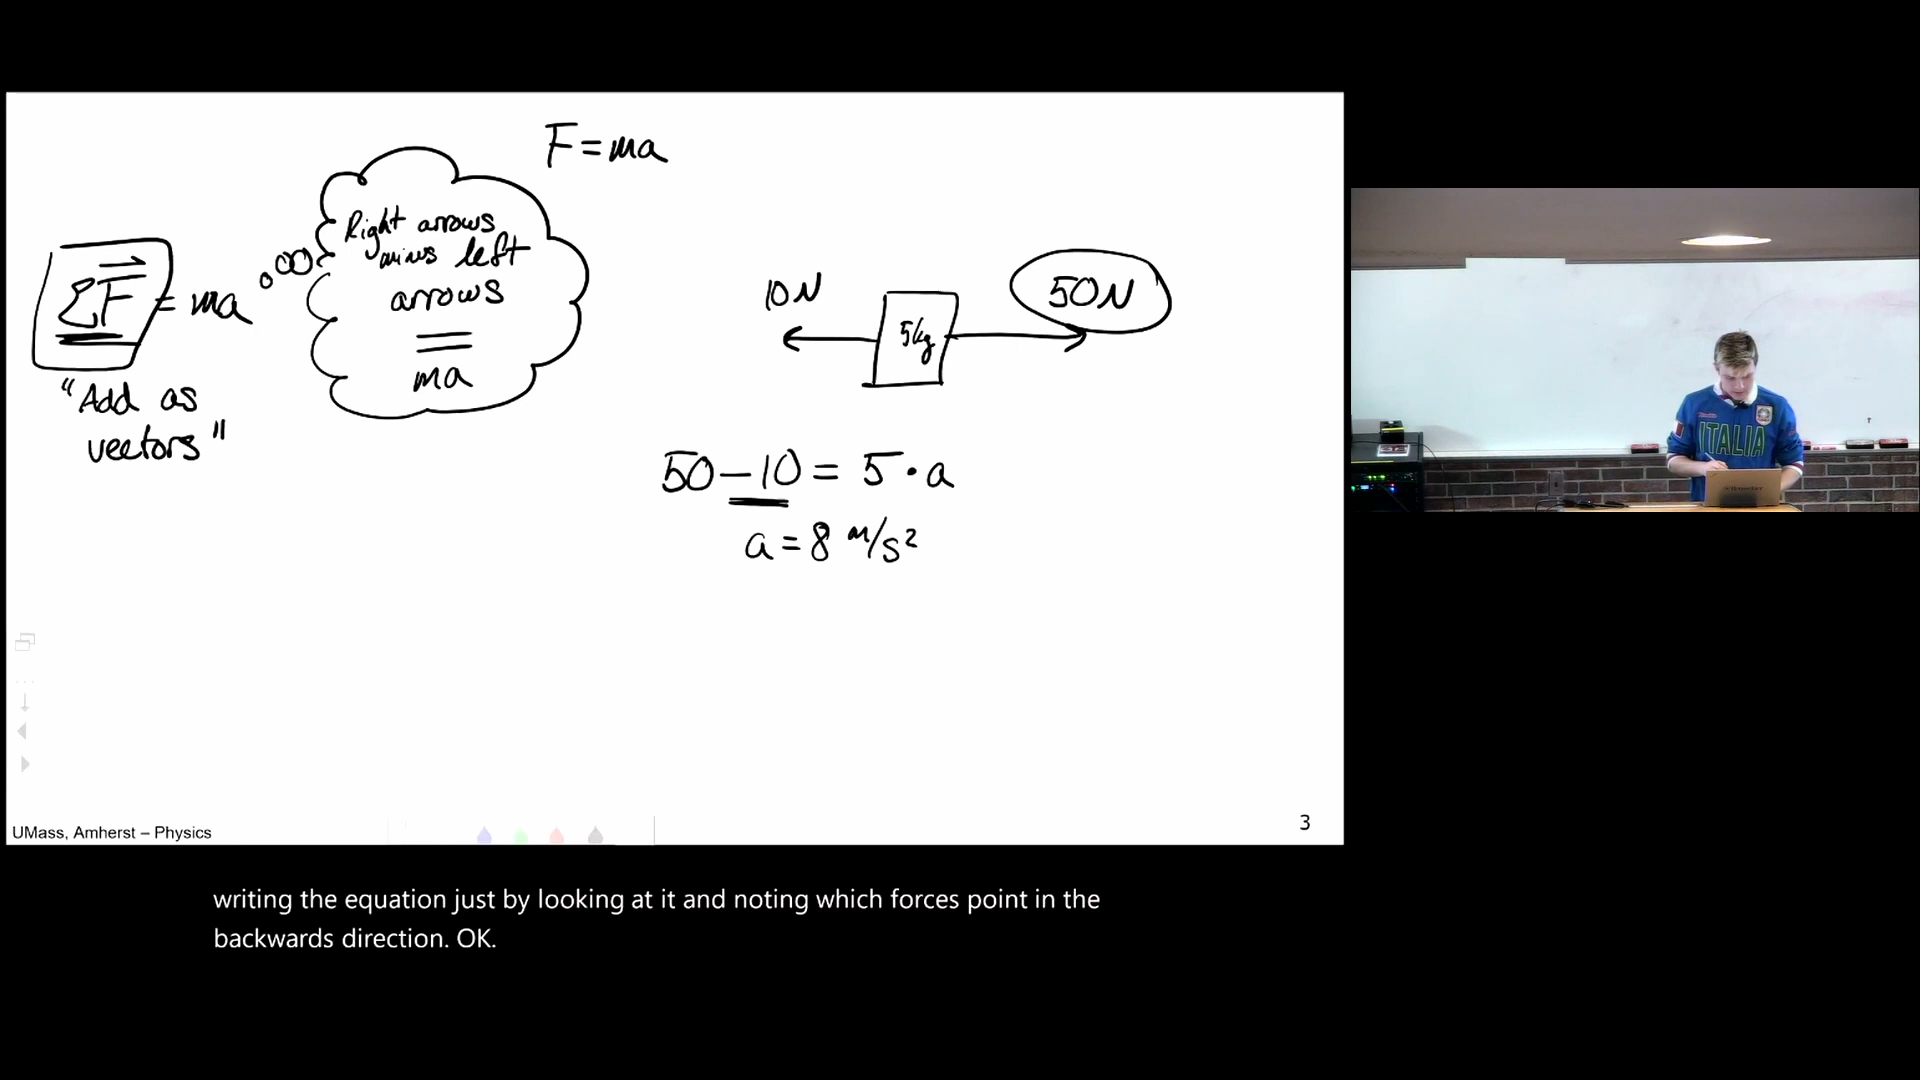 F = ma
Right arrows
minus left
arrows
=
ma
ΣF = ma
"Add as
vectors"
10N
5kg
50N
50 – 10 = 5 · a
a = 8 m/s²
ITALIA
UMass, Amherst – Physics
3
writing the equation just by looking at it and noting which forces point in the
backwards direction. OK.